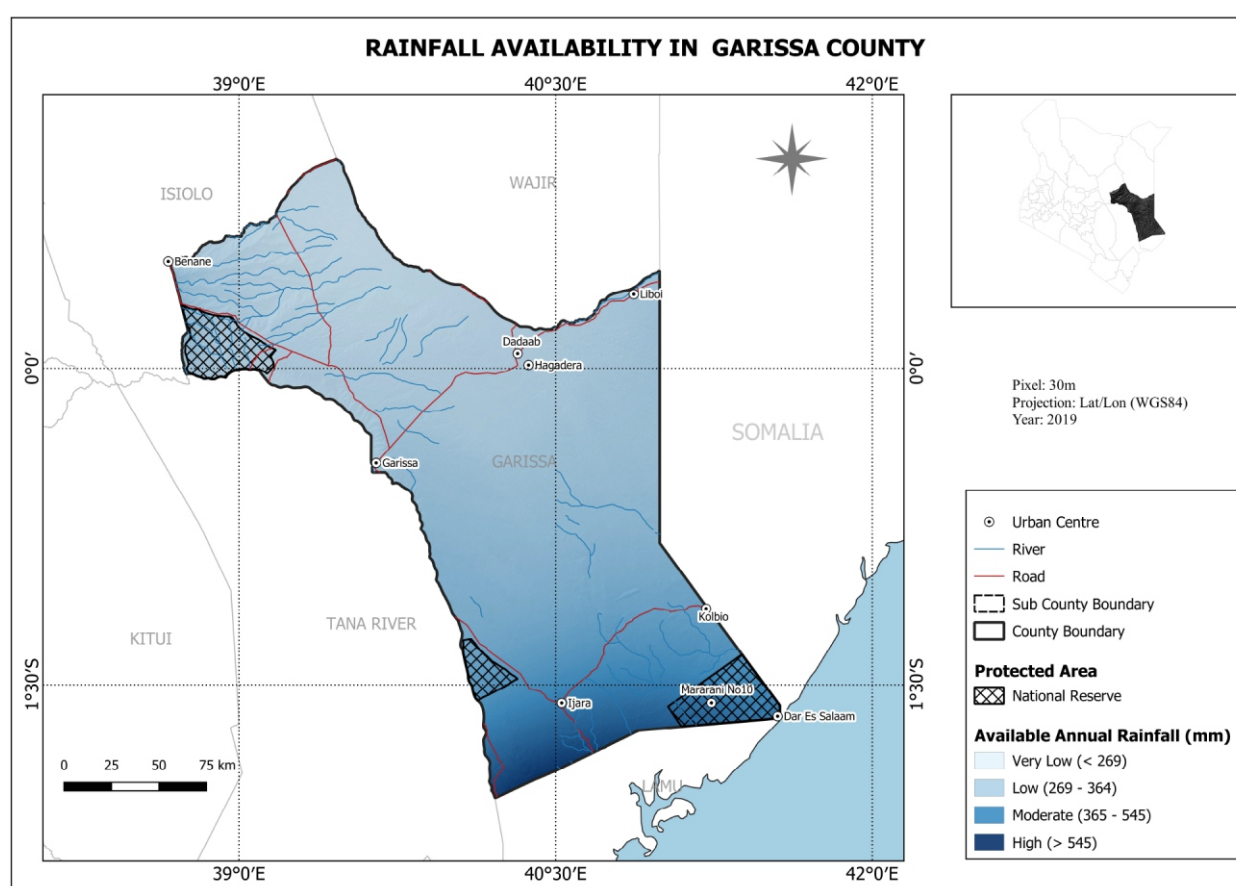 RAINFALL AVAILABILITY IN GARISSA COUNTY
39°0′E
40°30′E
42°0′E
ISIOLO
WAJIR
Benane
Liboi
Dadaab
Hagadera
0°0′
0°0′
SOMALIA
Garissa
GARISSA
Kolbio
TANA RIVER
KITUI
1°30′S
1°30′S
Mararani No10
Ijara
Dar Es Salaam
LAMU
0 25 50 75 km
39°0′E
40°30′E
42°0′E
Pixel: 30m
Projection: Lat/Lon (WGS84)
Year: 2019
Urban Centre
River
Road
Sub County Boundary
County Boundary
Protected Area
National Reserve
Available Annual Rainfall (mm)
Very Low (< 269)
Low (269 - 364)
Moderate (365 - 545)
High (> 545)